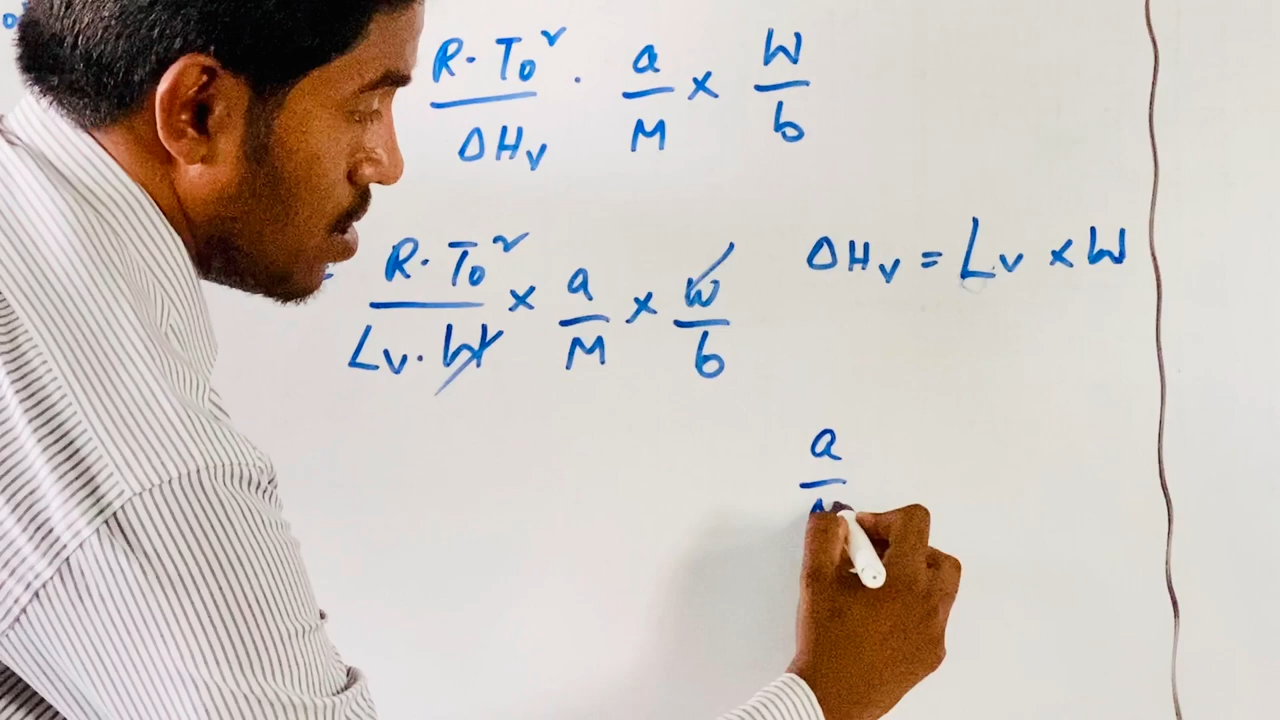 R. T₀² / ΔHv . a/M × W/b
R. T₀² / Lv. W × a/M × W/b
ΔHv = Lv × W
a